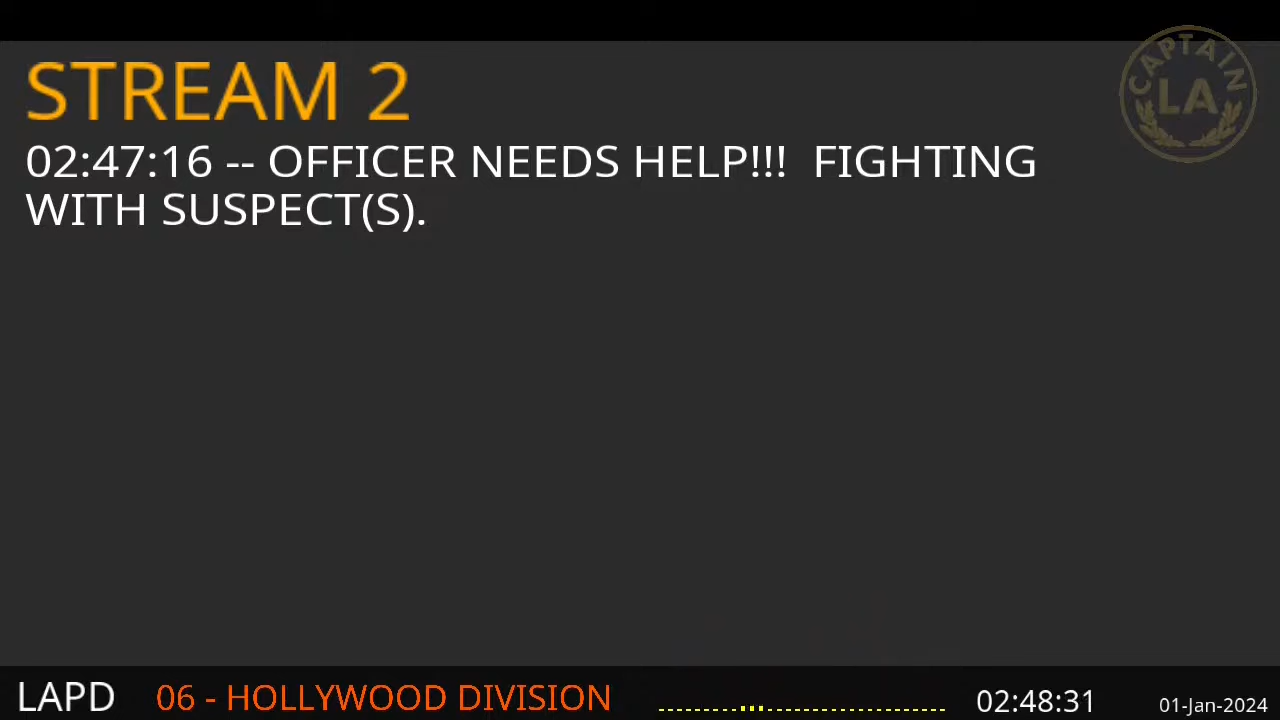 CAPTAIN
LA
STREAM 2
02:47:16 -- OFFICER NEEDS HELP!!!  FIGHTING
WITH SUSPECT(S).
LAPD
06 - HOLLYWOOD DIVISION
02:48:31
01-Jan-2024